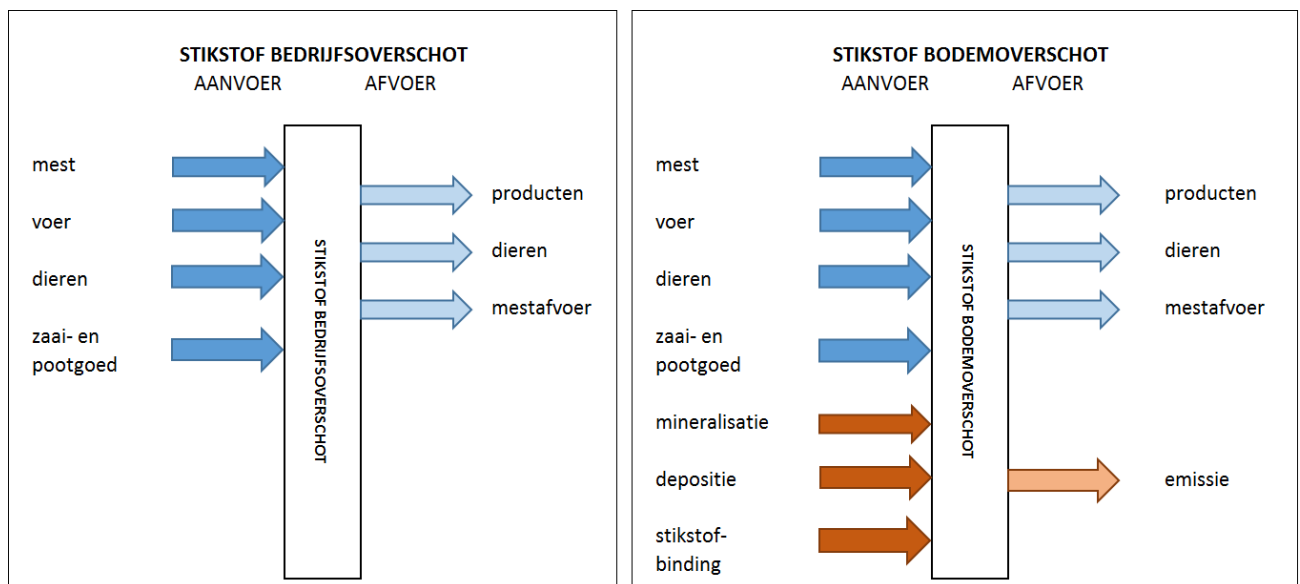 STIKSTOF BEDRIJFSOVERSCHOT
AANVOER AFVOER
mest
voer
dieren
zaai- en
pootgoed
STIKSTOF BEDRIJFSOVERSCHOT
producten
dieren
mestafvoer
STIKSTOF BODEMOVERSCHOT
AANVOER AFVOER
mest
voer
dieren
zaai- en
pootgoed
mineralisatie
depositie
stikstof-
binding
STIKSTOF BODEMOVERSCHOT
producten
dieren
mestafvoer
emissie